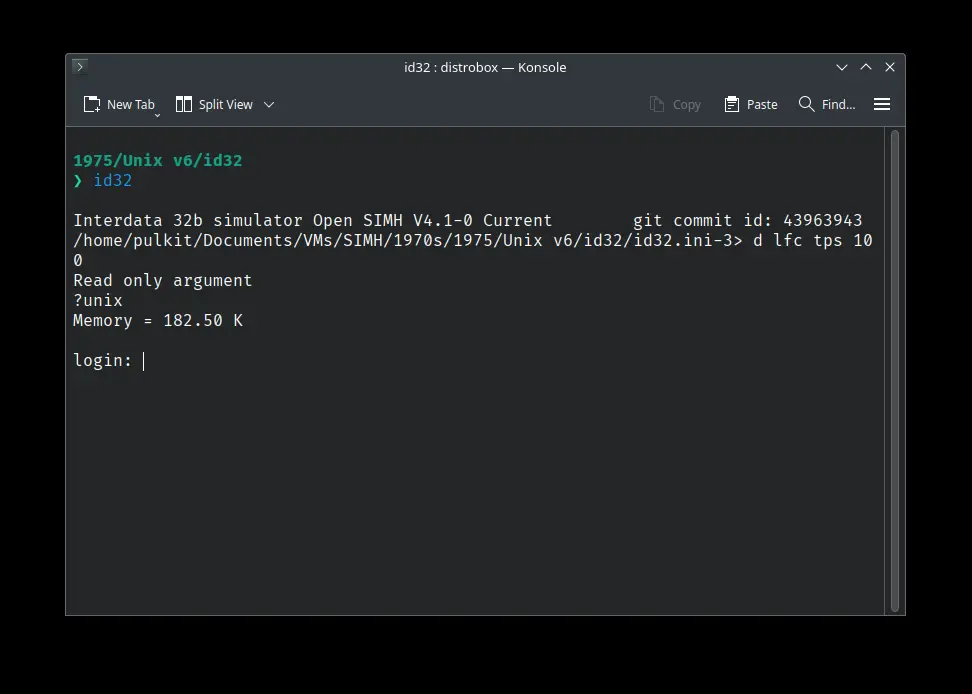 id32 : distrobox — Konsole
New Tab Split View Copy Paste Find...
1975/Unix v6/id32
❯ id32
Interdata 32b simulator Open SIMH V4.1-0 Current        git commit id: 43963943
/home/pulkit/Documents/VMs/SIMH/1970s/1975/Unix v6/id32/id32.ini-3> d lfc tps 10
0
Read only argument
?unix
Memory = 182.50 K
login: